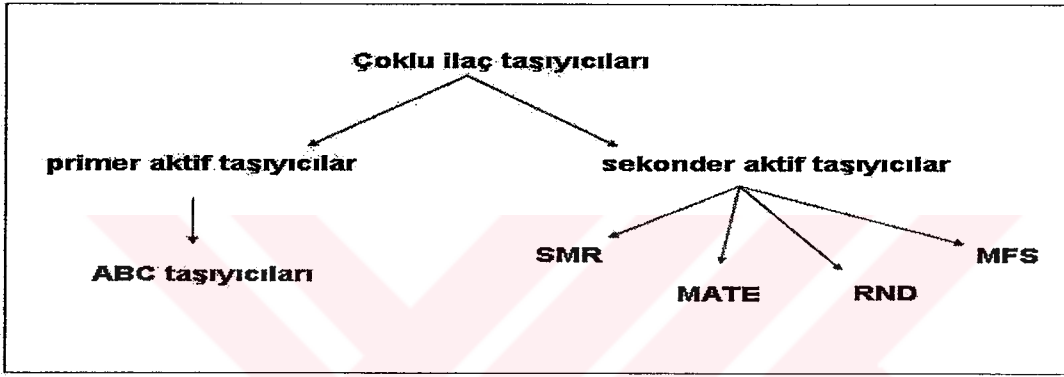 Çoklu ilaç taşıyıcıları
primer aktif taşıyıcılar
sekonder aktif taşıyıcılar
ABC taşıyıcıları
SMR
MATE
RND
MFS